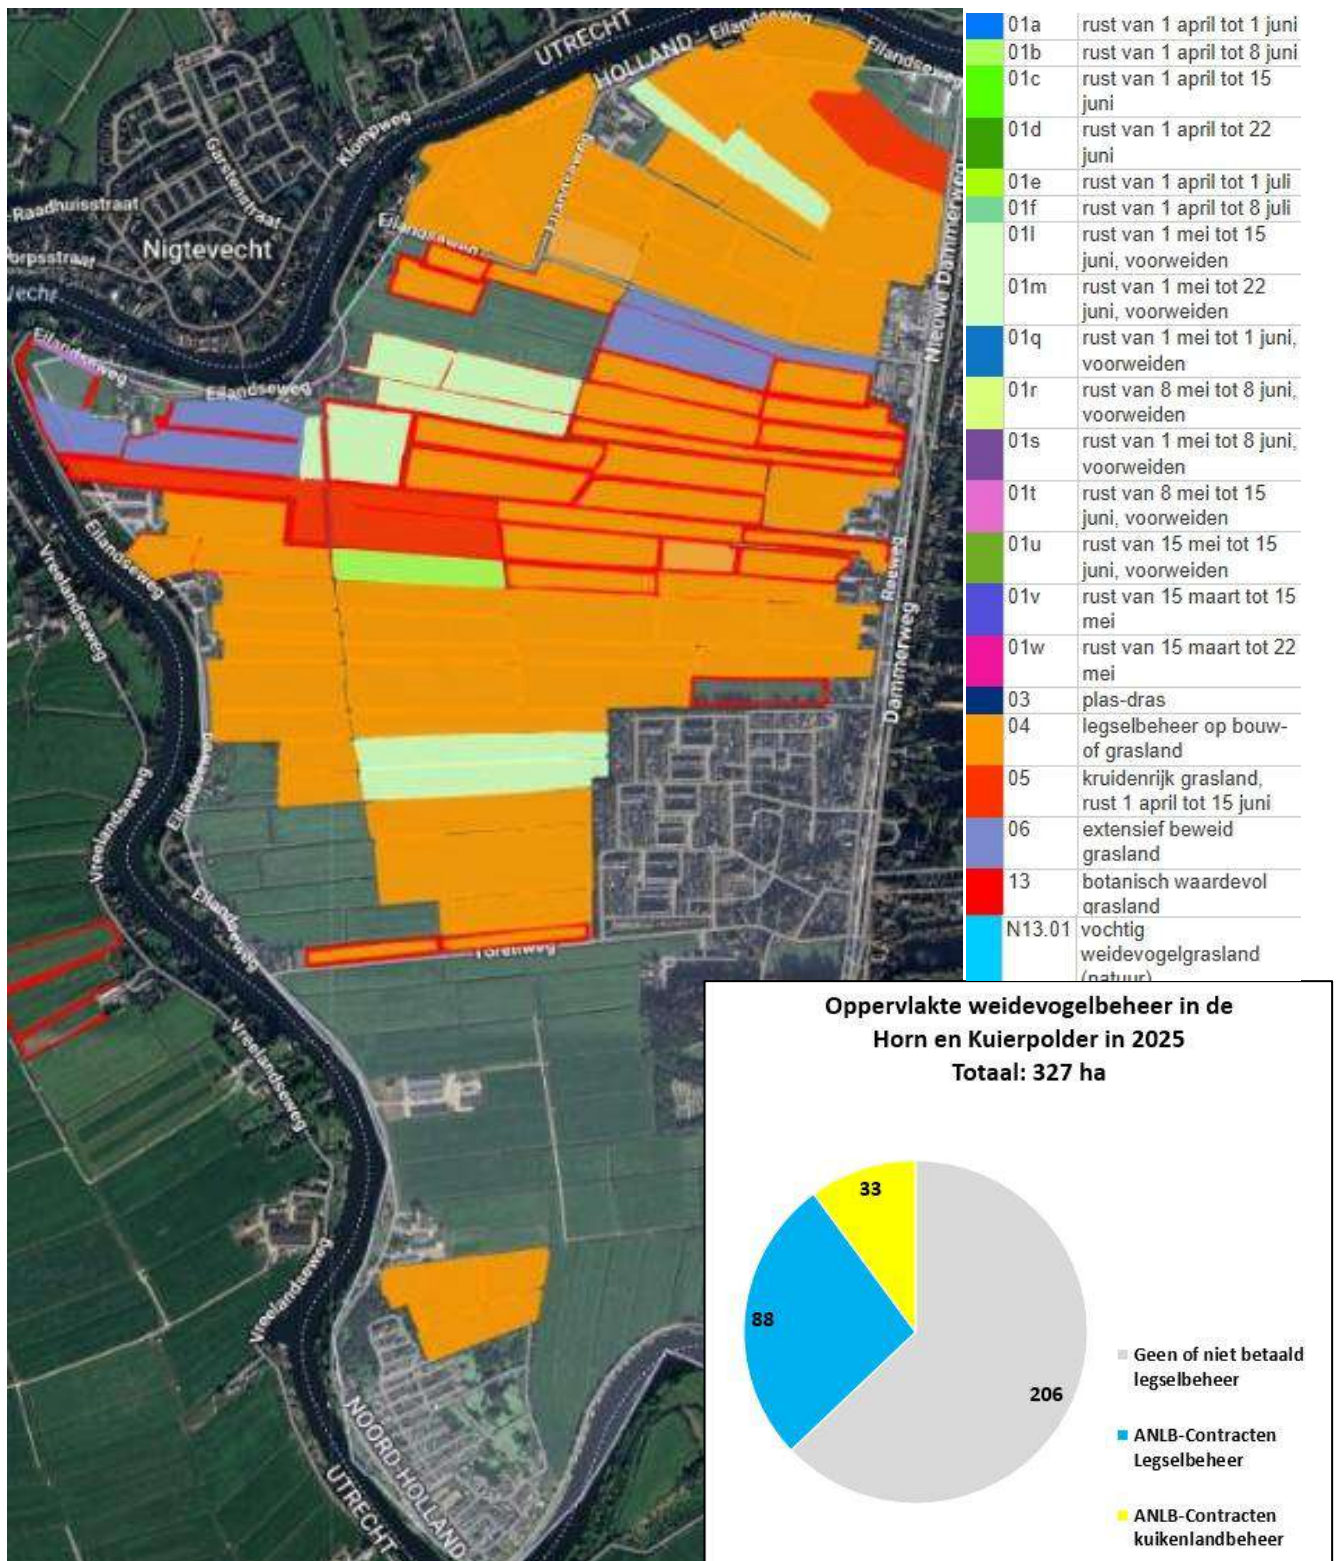 UTRECHT
HOLLAND - Eilandseweg
Eilandseweg
Klompweg
Garstenstraat
-Raadhuisstraat
Nigtevecht
Dorpsstraat
Vecht
Eilandseweg
Eilandseweg
Eilandseweg
Nieuwe Dammerweg
Eilandseweg
Vreelandseweg
Reeweg
Dammerweg
Eilandseweg
Vreelandseweg
Eilandseweg
Torenweg
Vreelandseweg
Vreelandseweg
NOORD-HOLLAND
UTRECHT
01a rust van 1 april tot 1 juni
01b rust van 1 april tot 8 juni
01c rust van 1 april tot 15
juni
01d rust van 1 april tot 22
juni
01e rust van 1 april tot 1 juli
01f rust van 1 april tot 8 juli
01l rust van 1 mei tot 15
juni, voorweiden
01m rust van 1 mei tot 22
juni, voorweiden
01q rust van 1 mei tot 1 juni,
voorweiden
01r rust van 8 mei tot 8 juni,
voorweiden
01s rust van 1 mei tot 8 juni,
voorweiden
01t rust van 8 mei tot 15
juni, voorweiden
01u rust van 15 mei tot 15
juni, voorweiden
01v rust van 15 maart tot 15
mei
01w rust van 15 maart tot 22
mei
03 plas-dras
04 legselbeheer op bouw-
of grasland
05 kruidenrijk grasland,
rust 1 april tot 15 juni
06 extensief beweid
grasland
13 botanisch waardevol
grasland
N13.01 vochtig
weidevogelgrasland
(natuur)
Oppervlakte weidevogelbeheer in de
Horn en Kuierpolder in 2025
Totaal: 327 ha
33
88
206
Geen of niet betaald
legselbeheer
ANLB-Contracten
Legselbeheer
ANLB-Contracten
kuikenlandbeheer